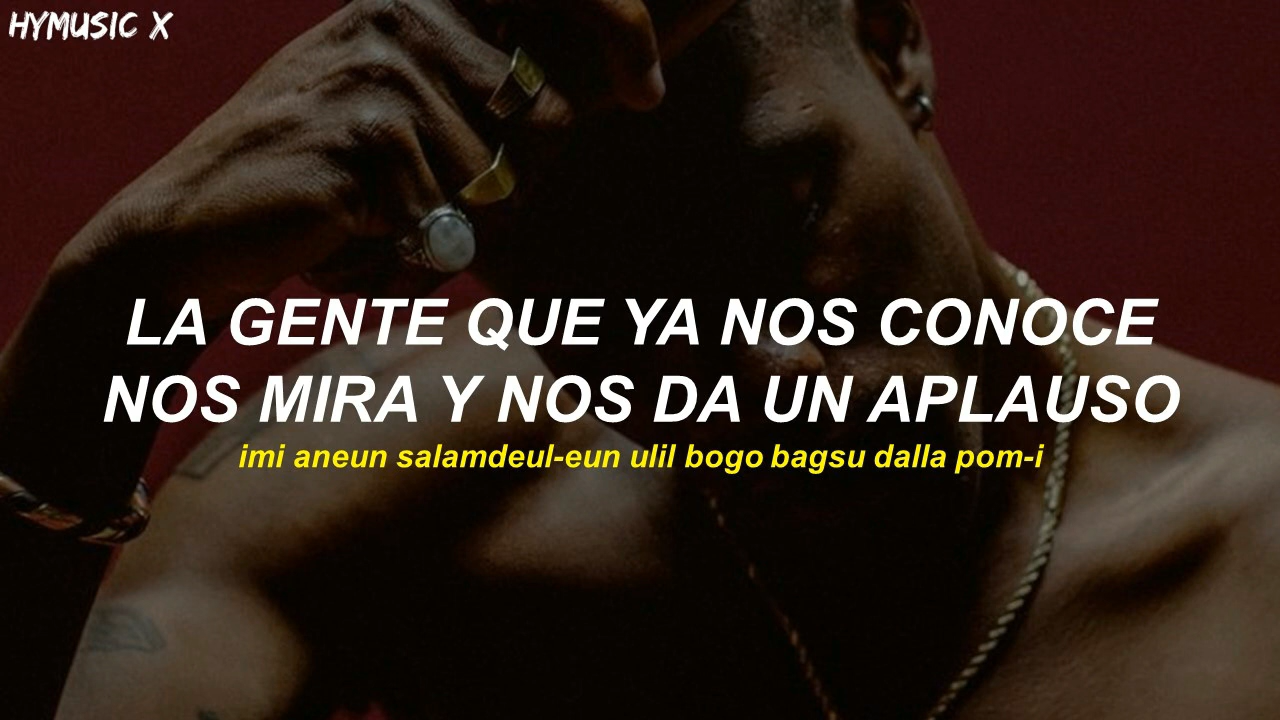 HYMUSIC X
LA GENTE QUE YA NOS CONOCE
NOS MIRA Y NOS DA UN APLAUSO
imi aneun salamdeul-eun ulil bogo bagsu dalla pom-i